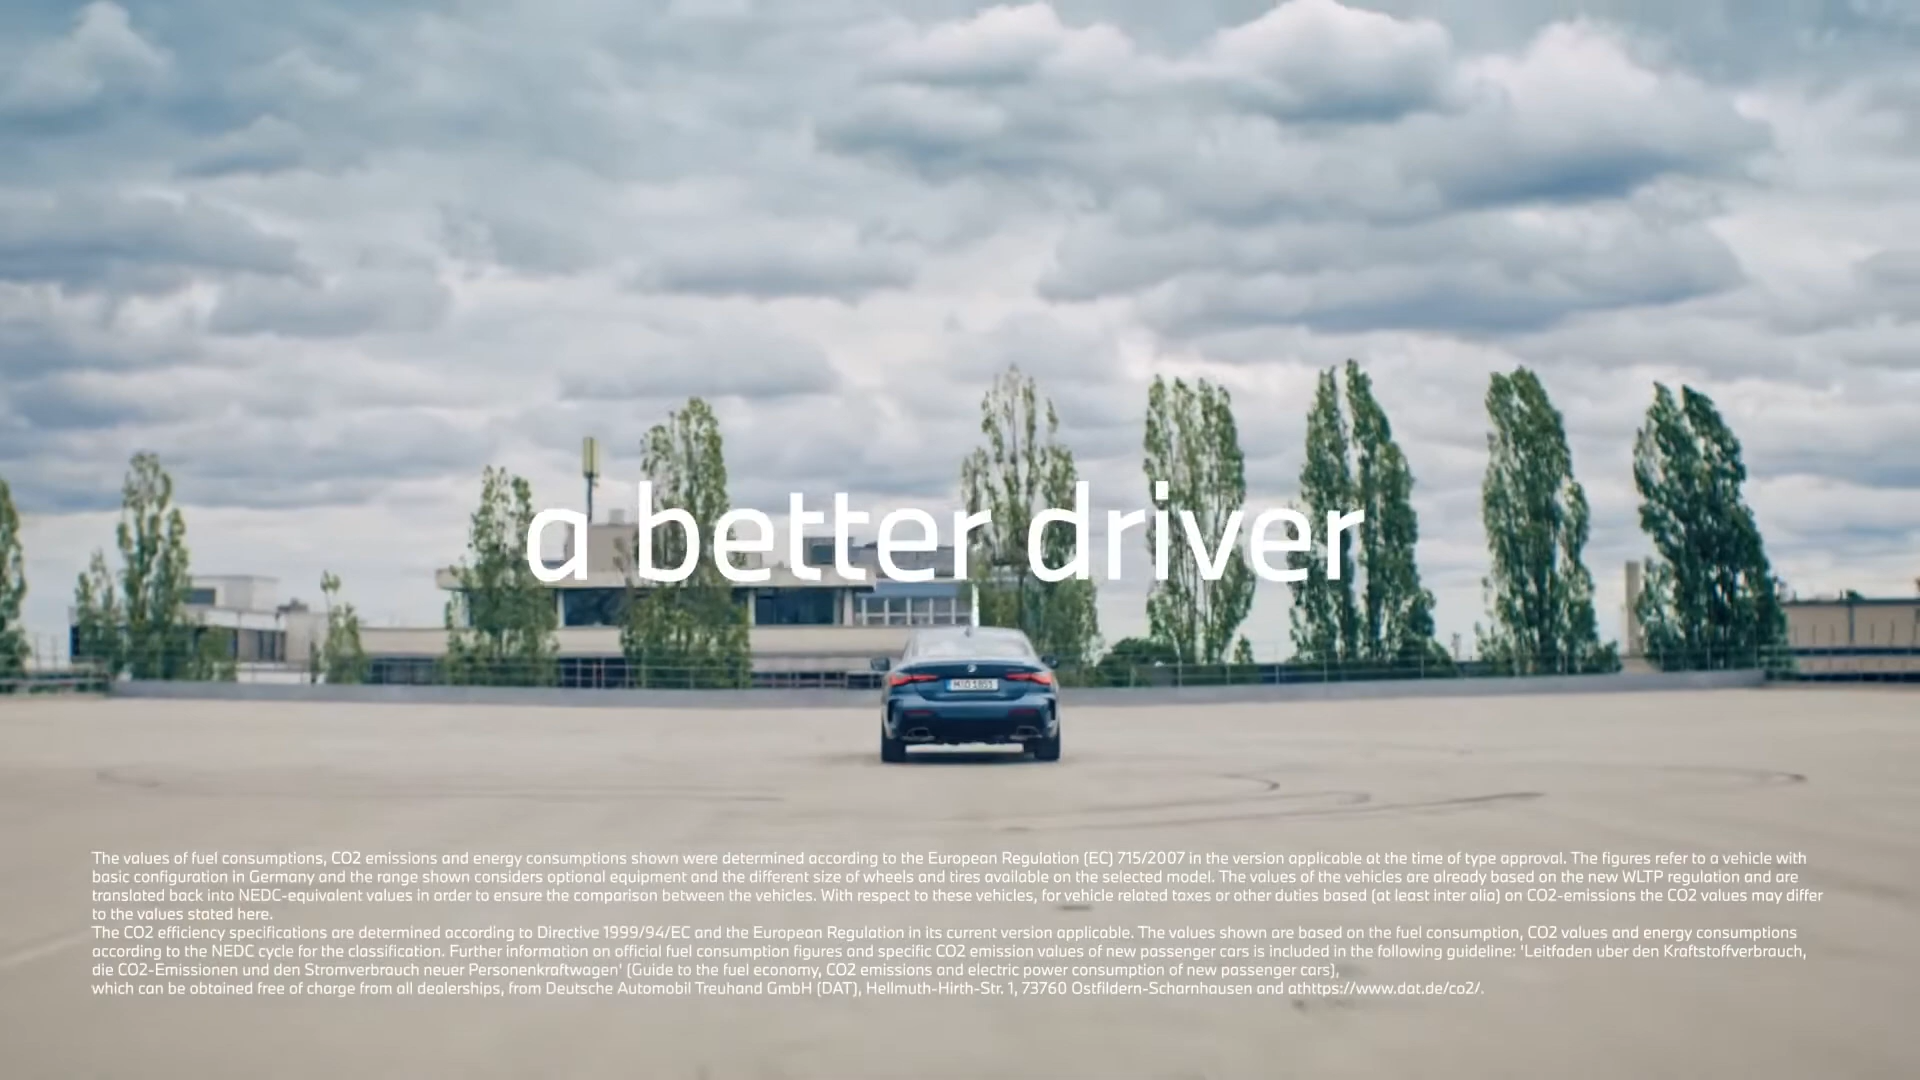 a better driver
The values of fuel consumptions, CO2 emissions and energy consumptions shown were determined according to the European Regulation (EC) 715/2007 in the version applicable at the time of type approval. The figures refer to a vehicle with
basic configuration in Germany and the range shown considers optional equipment and the different size of wheels and tires available on the selected model. The values of the vehicles are already based on the new WLTP regulation and are
translated back into NEDC-equivalent values in order to ensure the comparison between the vehicles. With respect to these vehicles, for vehicle related taxes or other duties based (at least inter alia) on CO2-emissions the CO2 values may differ
to the values stated here.
The CO2 efficiency specifications are determined according to Directive 1999/94/EC and the European Regulation in its current version applicable. The values shown are based on the fuel consumption, CO2 values and energy consumptions
according to the NEDC cycle for the classification. Further information on official fuel consumption figures and specific CO2 emission values of new passenger cars is included in the following guideline: 'Leitfaden uber den Kraftstoffverbrauch,
die CO2-Emissionen und den Stromverbrauch neuer Personenkraftwagen' (Guide to the fuel economy, CO2 emissions and electric power consumption of new passenger cars),
which can be obtained free of charge from all dealerships, from Deutsche Automobil Treuhand GmbH (DAT), Hellmuth-Hirth-Str. 1, 73760 Ostfildern-Scharnhausen and athttps://www.dat.de/co2/.